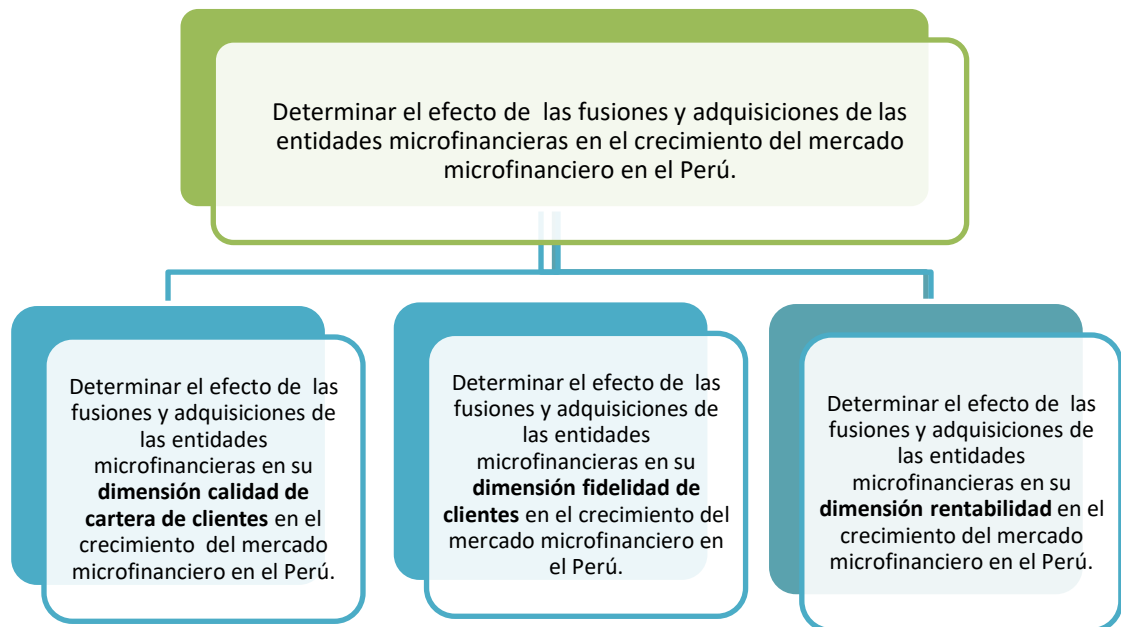 Determinar el efecto de  las fusiones y adquisiciones de las
entidades microfinancieras en el crecimiento del mercado
microfinanciero en el Perú.
Determinar el efecto de  las
fusiones y adquisiciones de
las entidades
microfinancieras en su
dimensión calidad de
cartera de clientes en el
crecimiento  del mercado
microfinanciero en el Perú.
Determinar el efecto de  las
fusiones y adquisiciones de
las entidades
microfinancieras en su
dimensión fidelidad de
clientes en el crecimiento del
mercado microfinanciero en
el Perú.
Determinar el efecto de  las
fusiones y adquisiciones de
las entidades
microfinancieras en su
dimensión rentabilidad en el
crecimiento del mercado
microfinanciero en el Perú.